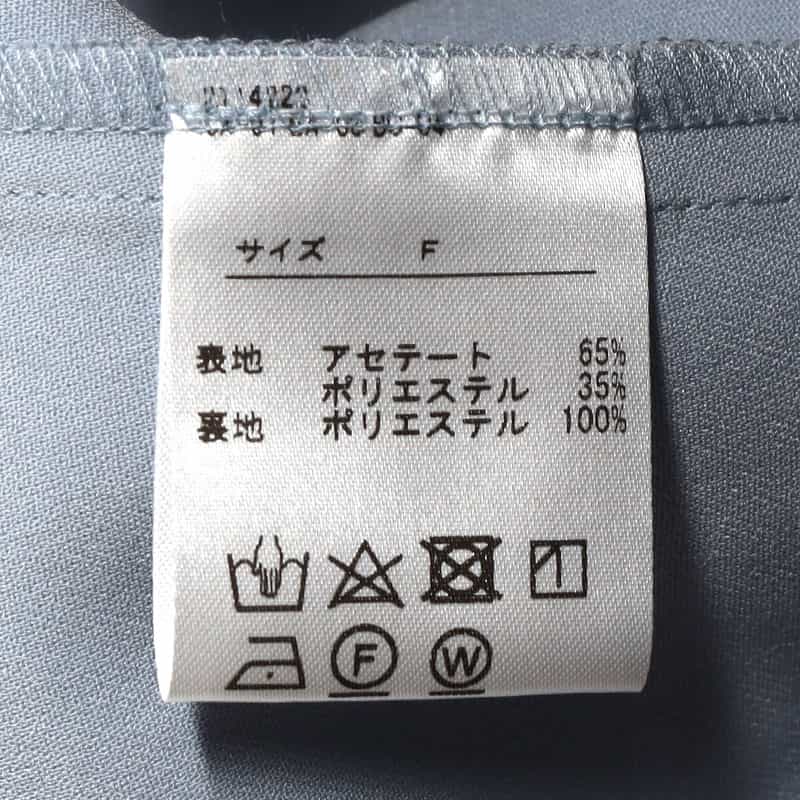 サイズ F
表地 アセテート 65%
ポリエステル 35%
裏地 ポリエステル 100%
F W